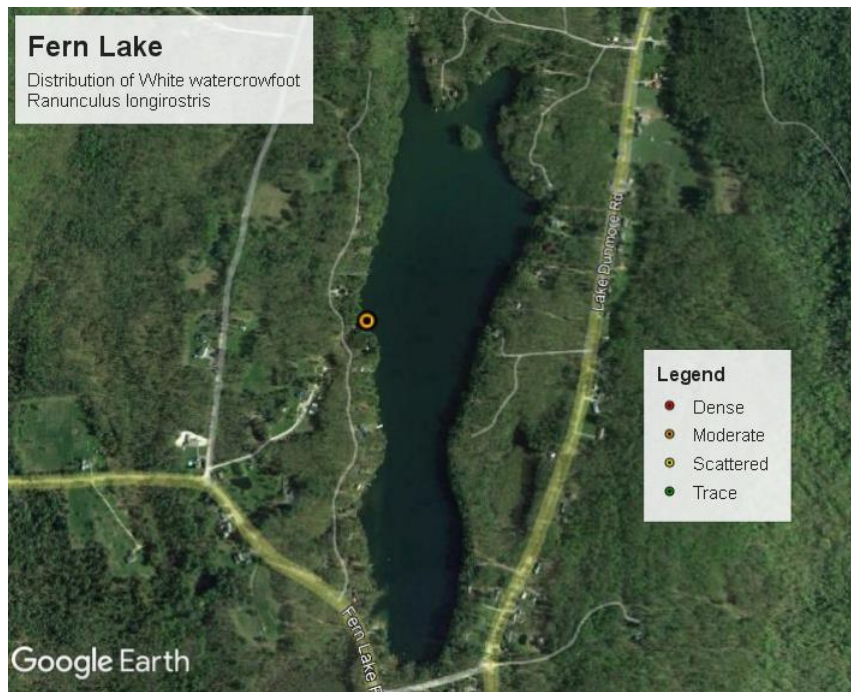 Fern Lake
Distribution of White watercrowfoot
Ranunculus longirostris
Lake Dunmore Rd
Legend
Dense
Moderate
Scattered
Trace
Fern Lake
Google Earth